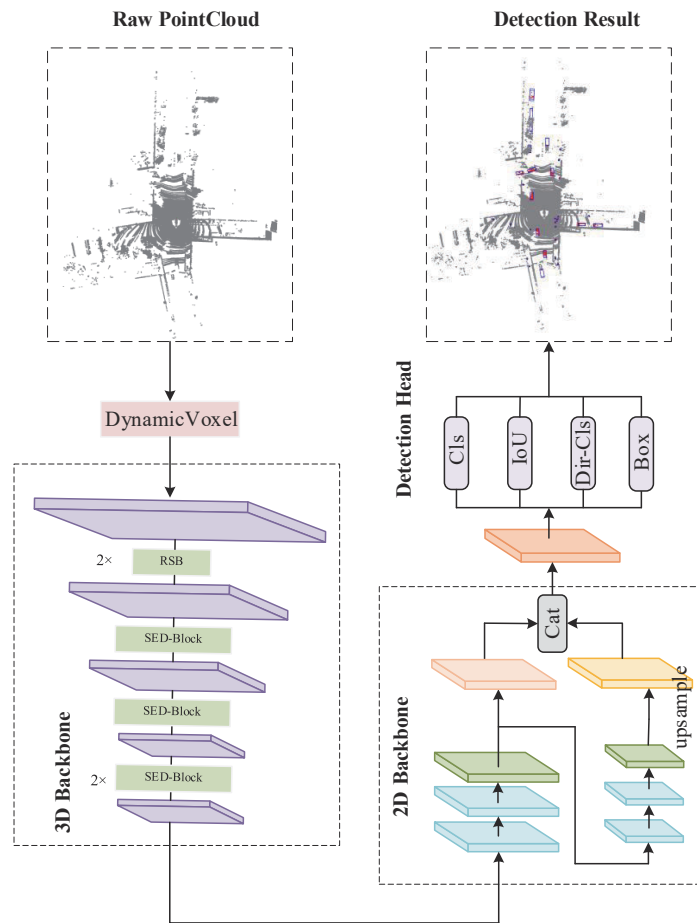 Raw PointCloud
DynamicVoxel
2×
RSB
SED-Block
SED-Block
2×
SED-Block
3D Backbone
Detection Result
Detection Head
Cls
IoU
Dir-Cls
Box
Cat
upsample
2D Backbone